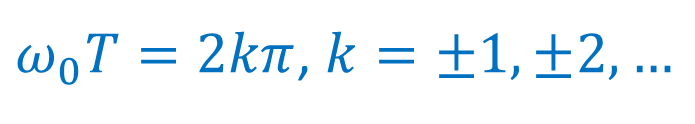 ω₀T = 2kπ, k = ±1, ±2, …